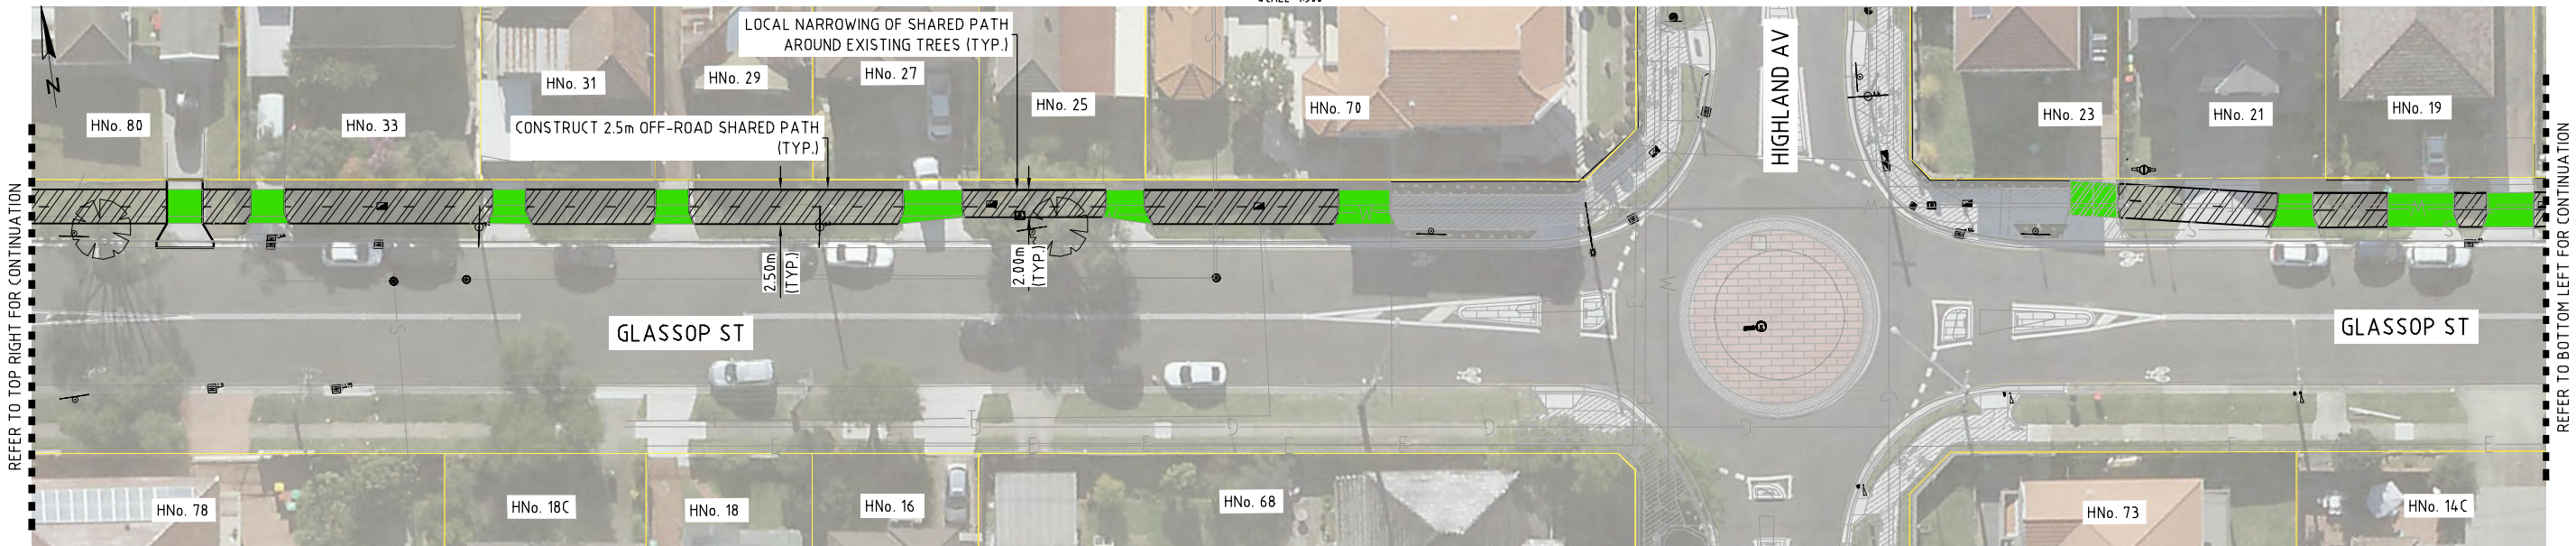 LOCAL NARROWING OF SHARED PATH
AROUND EXISTING TREES (TYP.)
N
HNo. 80
HNo. 33
HNo. 31
HNo. 29
HNo. 27
HNo. 25
HNo. 70
HIGHLAND AV
HNo. 23
HNo. 21
HNo. 19
CONSTRUCT 2.5m OFF-ROAD SHARED PATH
(TYP.)
2.50m
(TYP.)
2.00m
(TYP.)
REFER TO TOP RIGHT FOR CONTINUATION
REFER TO BOTTOM LEFT FOR CONTINUATION
GLASSOP ST
GLASSOP ST
HNo. 78
HNo. 18C
HNo. 18
HNo. 16
HNo. 68
HNo. 73
HNo. 14C